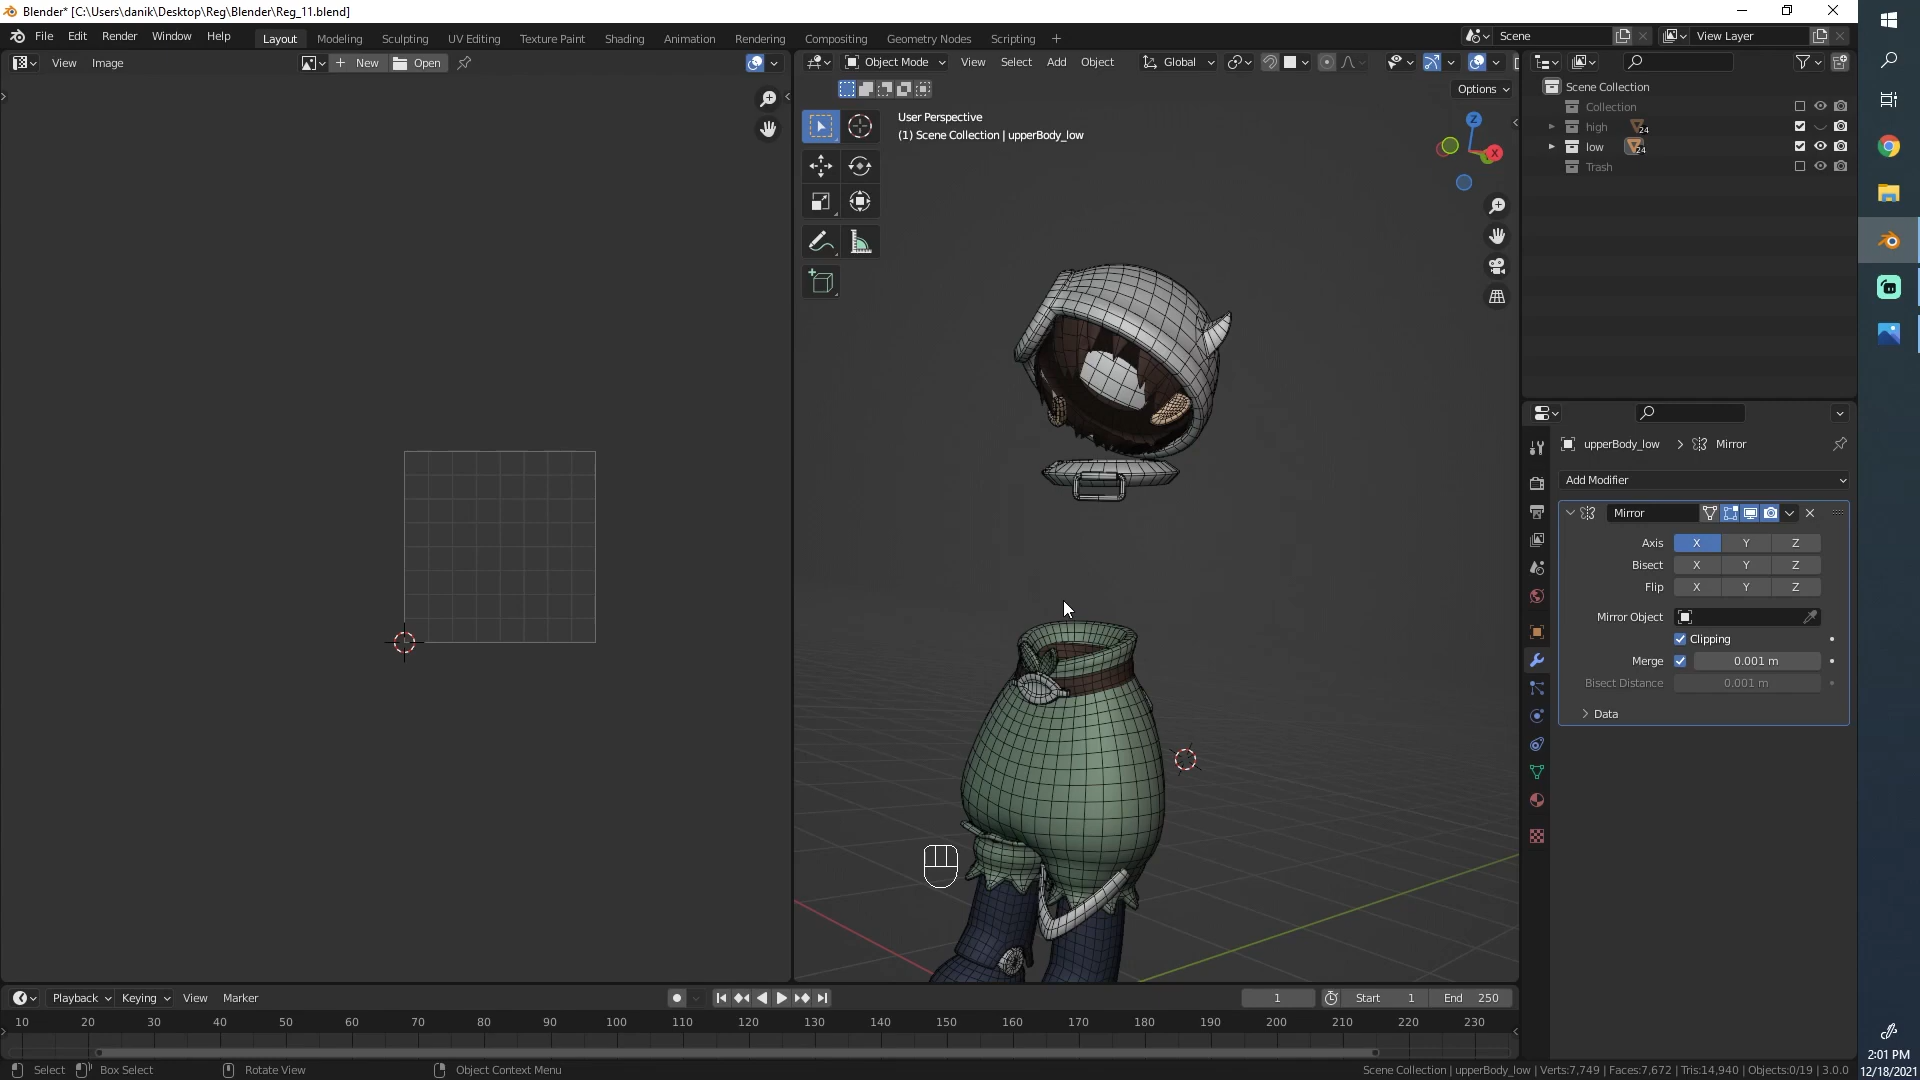 Blender* [C:\Users\danik\Desktop\Reg\Blender\Reg_11.blend]
File Edit Render Window Help Layout Modeling Sculpting UV Editing Texture Paint Shading Animation Rendering Compositing Geometry Nodes Scripting + Scene View Layer
View Image New Open Object Mode View Select Add Object Global
Options
User Perspective
(1) Scene Collection | upperBody_low
Z
X
Scene Collection
Collection
high 24
low 24
Trash
upperBody_low > Mirror
Add Modifier
Mirror
Axis X Y Z
Bisect X Y Z
Flip X Y Z
Mirror Object
Clipping
Merge 0.001 m
Bisect Distance 0.001 m
Data
Playback Keying View Marker 1 Start 1 End 250
10 20 30 40 50 60 70 80 90 100 110 120 130 140 150 160 170 180 190 200 210 220 230
Select Box Select Rotate View Object Context Menu Scene Collection | upperBody_low | Verts:7,749 | Faces:7,672 | Tris:14,940 | Objects:0/19 | 3.0.0
2:01 PM
12/18/2021